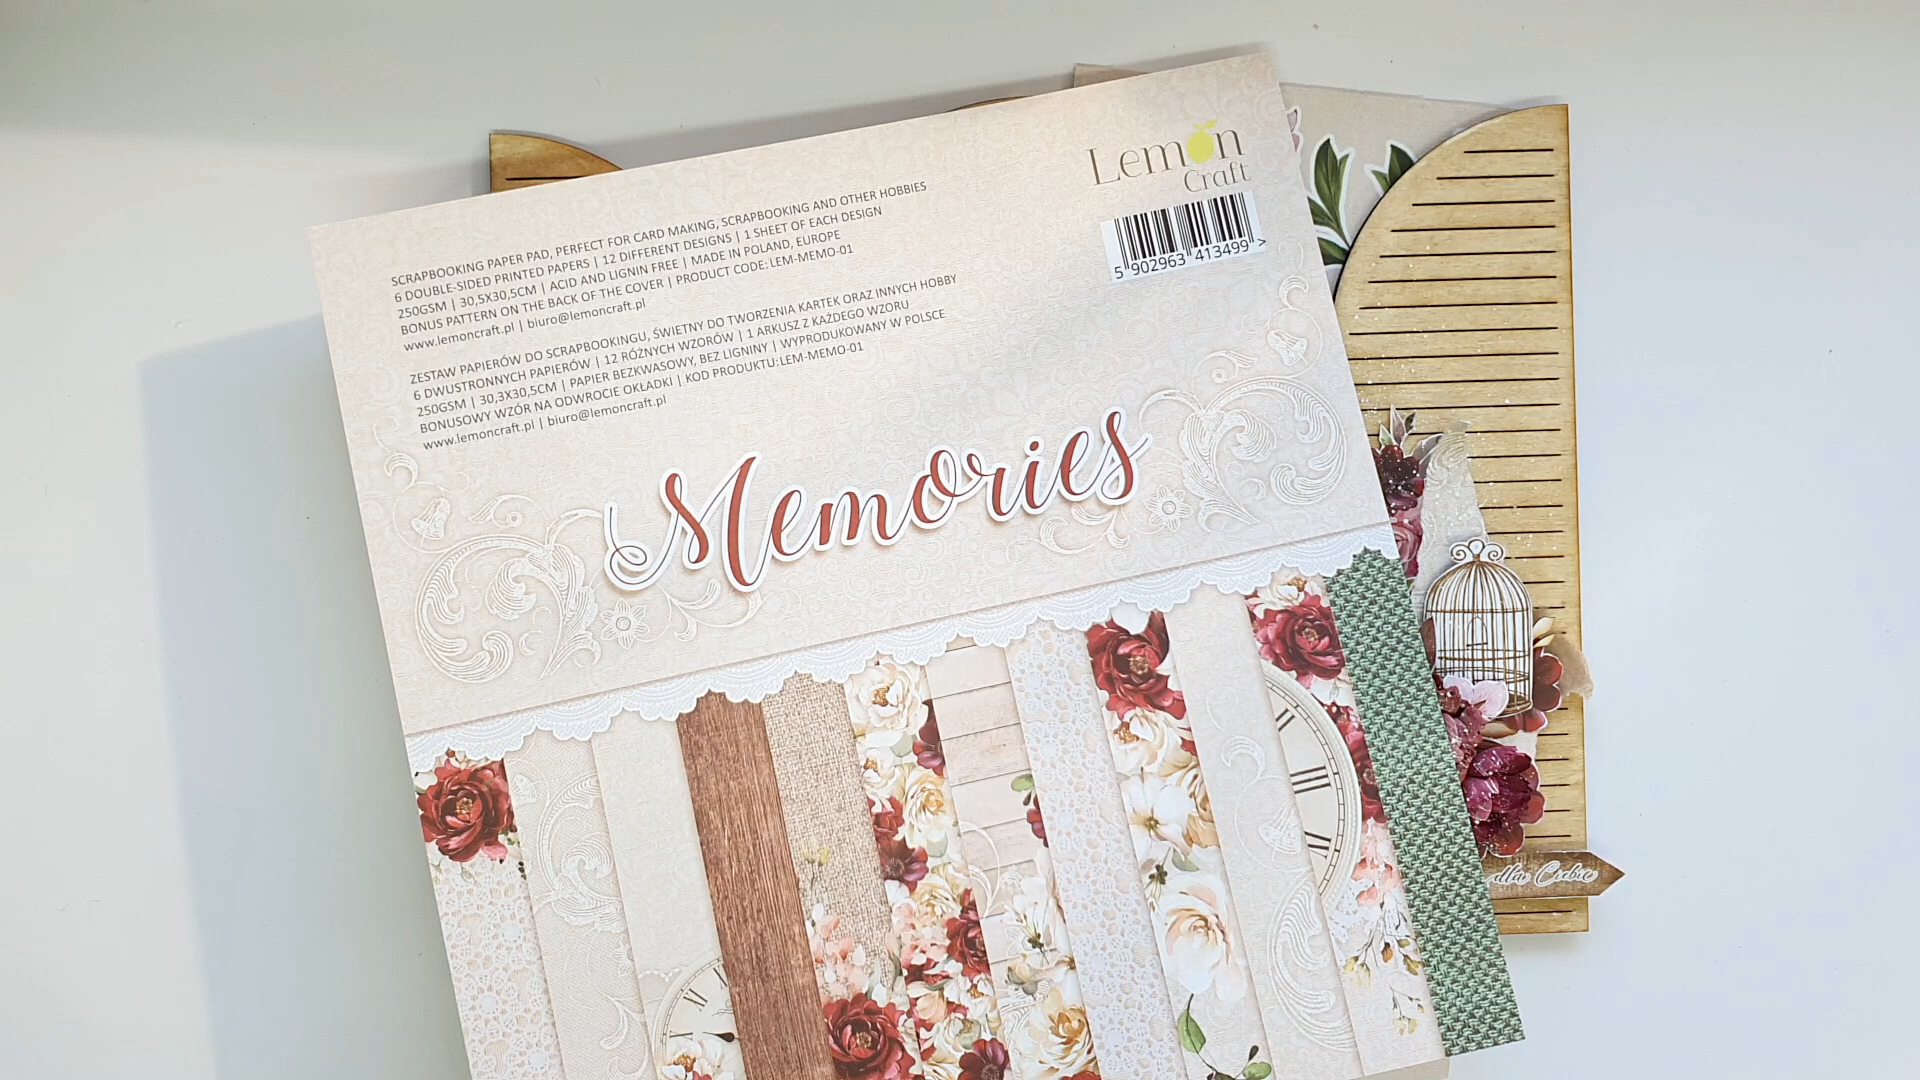 Lemon
Craft
5 902963 413499 >
SCRAPBOOKING PAPER PAD, PERFECT FOR CARD MAKING, SCRAPBOOKING AND OTHER HOBBIES
6 DOUBLE-SIDED PRINTED PAPERS | 12 DIFFERENT DESIGNS | 1 SHEET OF EACH DESIGN
250GSM | 30,5X30,5CM | ACID AND LIGNIN FREE | MADE IN POLAND, EUROPE
BONUS PATTERN ON THE BACK OF THE COVER | PRODUCT CODE: LEM-MEMO-01
www.lemoncraft.pl | biuro@lemoncraft.pl
ZESTAW PAPIERÓW DO SCRAPBOOKINGU, ŚWIETNY DO TWORZENIA KARTEK ORAZ INNYCH HOBBY
6 DWUSTRONNYCH PAPIERÓW | 12 RÓŻNYCH WZORÓW | 1 ARKUSZ Z KAŻDEGO WZORU
250GSM | 30,3X30,5CM | PAPIER BEZKWASOWY, BEZ LIGNINY | WYPRODUKOWANY W POLSCE
BONUSOWY WZÓR NA ODWROCIE OKŁADKI | KOD PRODUKTU: LEM-MEMO-01
www.lemoncraft.pl | biuro@lemoncraft.pl
Memories
dla Ciebie